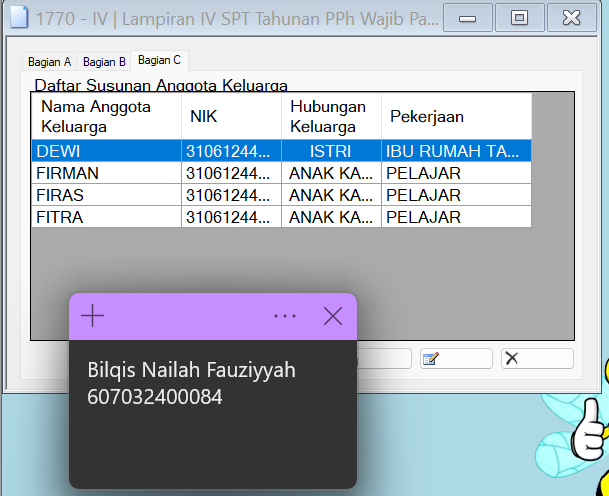 1770 - IV | Lampiran IV SPT Tahunan PPh Wajib Pa...
Bagian A Bagian B Bagian C
Daftar Susunan Anggota Keluarga
Nama Anggota Keluarga NIK Hubungan Keluarga Pekerjaan
DEWI 31061244... ISTRI IBU RUMAH TA...
FIRMAN 31061244... ANAK KA... PELAJAR
FIRAS 31061244... ANAK KA... PELAJAR
FITRA 31061244... ANAK KA... PELAJAR
Bilqis Nailah Fauziyyah
607032400084